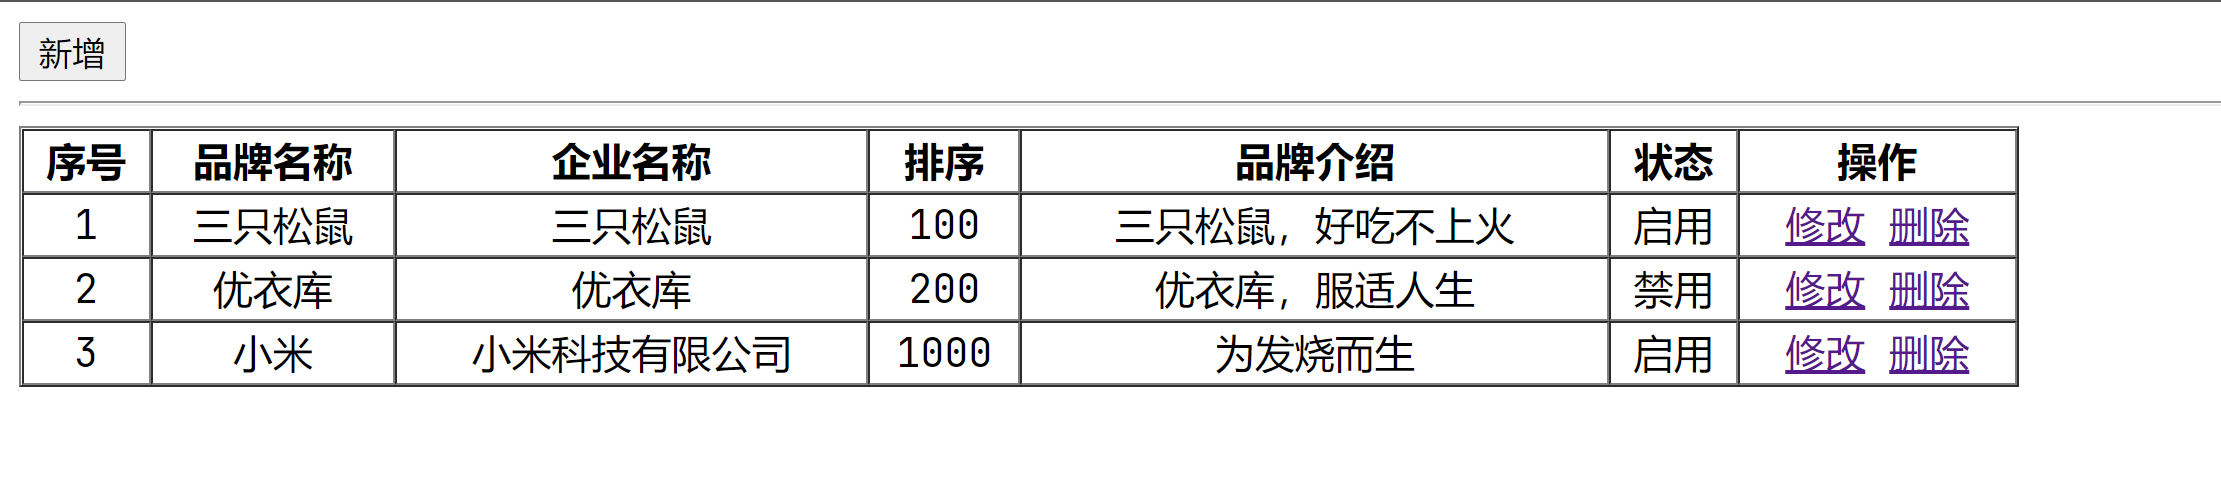 新增
序号 品牌名称 企业名称 排序 品牌介绍 状态 操作
1 三只松鼠 三只松鼠 100 三只松鼠，好吃不上火 启用 修改 删除
2 优衣库 优衣库 200 优衣库，服适人生 禁用 修改 删除
3 小米 小米科技有限公司 1000 为发烧而生 启用 修改 删除